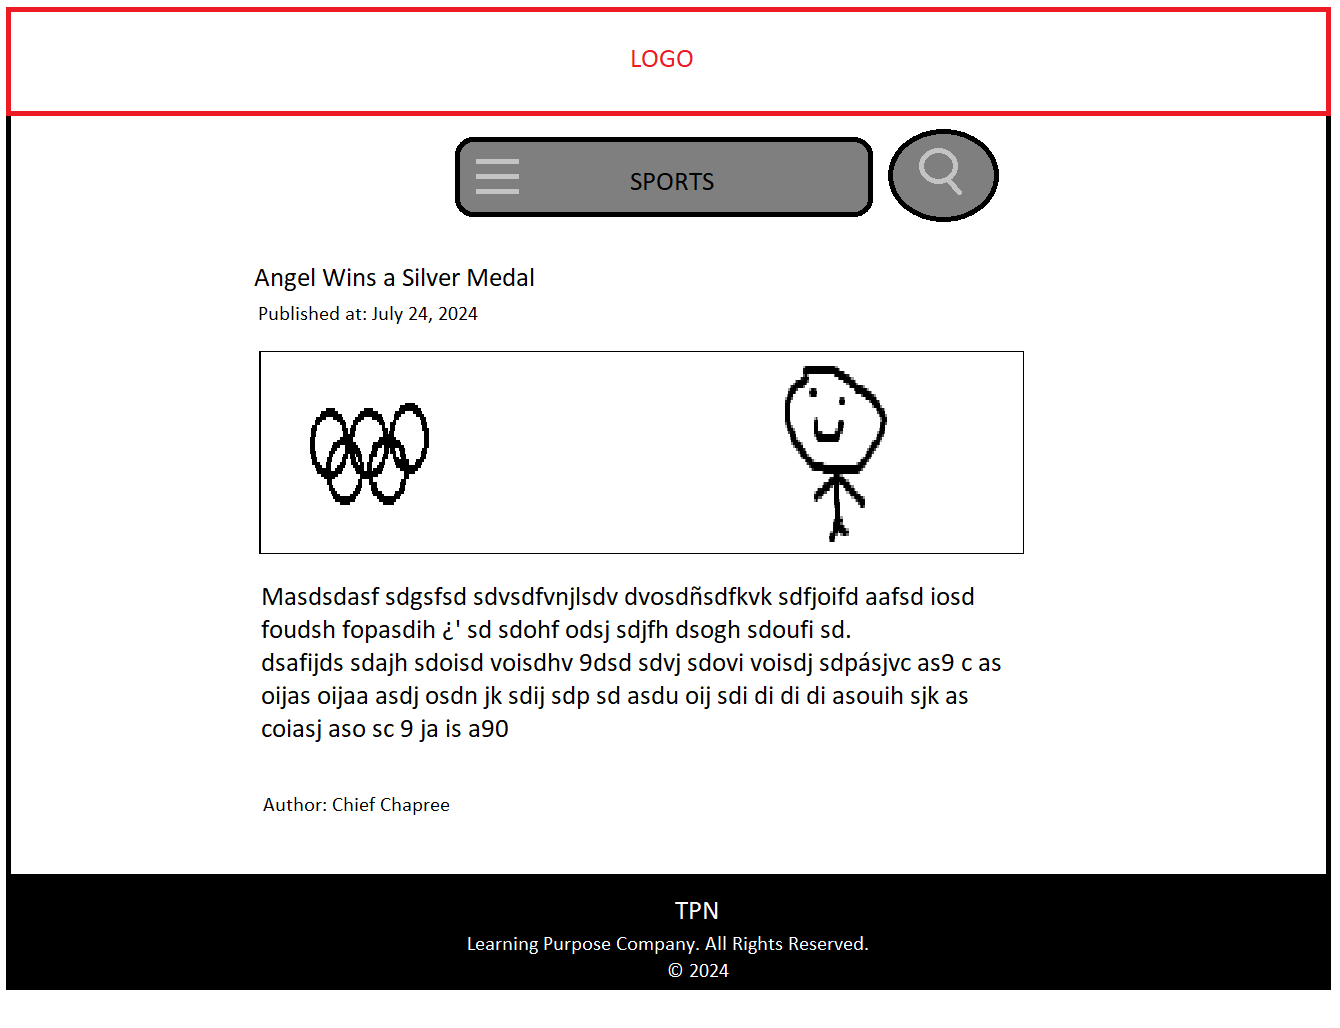 LOGO
SPORTS
Angel Wins a Silver Medal
Published at: July 24, 2024
Masdsdasf sdgsfsd sdvsdfvnjlsdv dvosdñsdfkvk sdfjoifd aafsd iosd
foudsh fopasdih ¿' sd sdohf odsj sdjfh dsogh sdoufi sd.
dsafijds sdajh sdoisd voisdhv 9dsd sdvj sdovi voisdj sdpásjvc as9 c as
oijas oijaa asdj osdn jk sdij sdp sd asdu oij sdi di di di asouih sjk as
coiasj aso sc 9 ja is a90
Author: Chief Chapree
TPN
Learning Purpose Company. All Rights Reserved.
© 2024